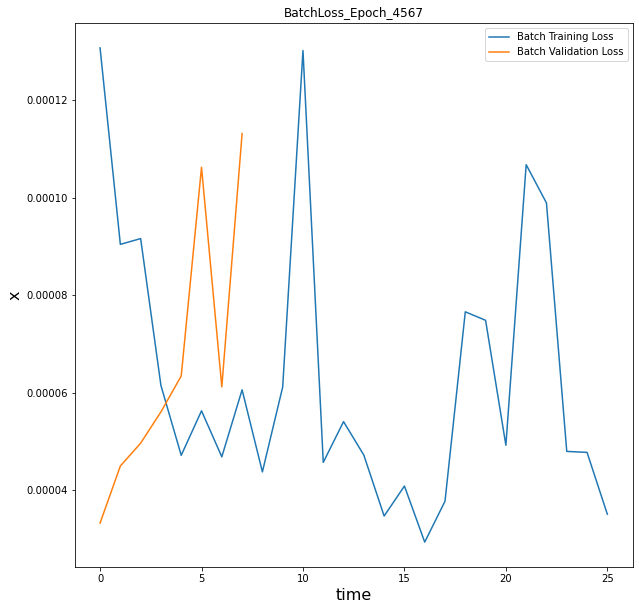 BatchLoss_Epoch_4567
Batch Training Loss
Batch Validation Loss
0.00012
0.00010
0.00008
0.00006
0.00004
x
0
5
10
15
20
25
time